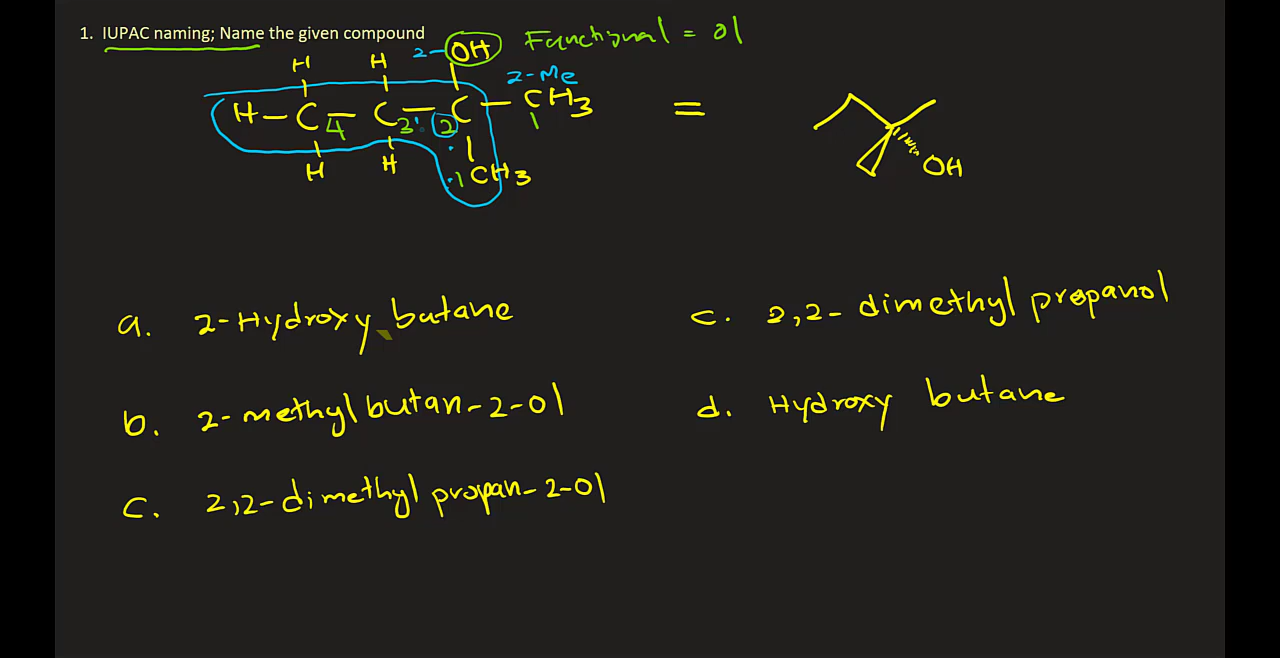 1. IUPAC naming; Name the given compound
Functional = ol
2-OH
H H
2-Me
H-C-C-C-CH3 =
4 3 2 1
H H
1 CH3
OH
a. 2-Hydroxy butane
c. 2,2-dimethyl propanol
b. 2-methyl butan-2-ol
d. Hydroxy butane
c. 2,2-dimethyl propan-2-ol